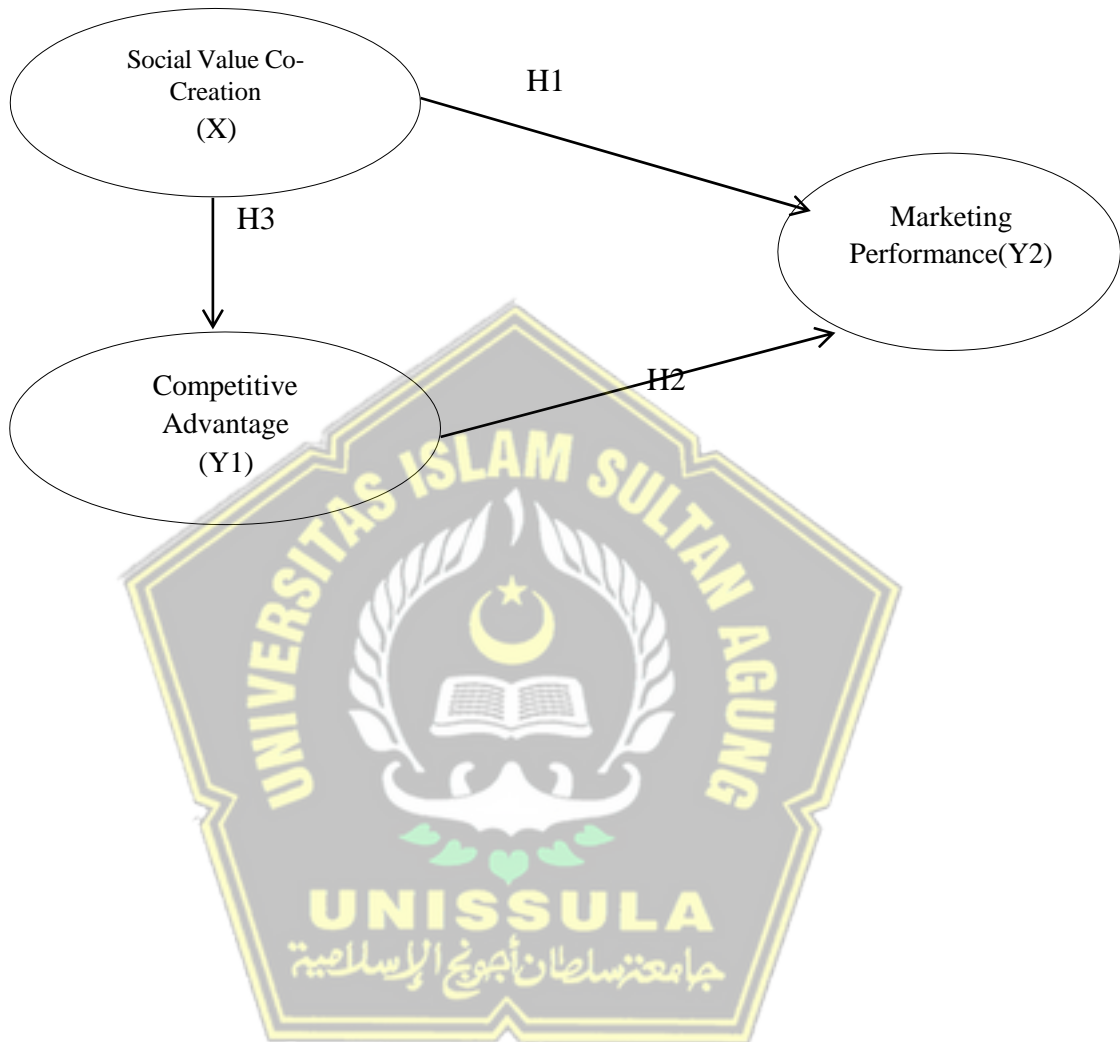 Social Value Co-
Creation
(X)
H1
Marketing
Performance(Y2)
H3
Competitive
Advantage
(Y1)
H2
UNIVERSITAS ISLAM SULTAN AGUNG
UNISSULA
جامعة سلطان أجونج الإسلامية